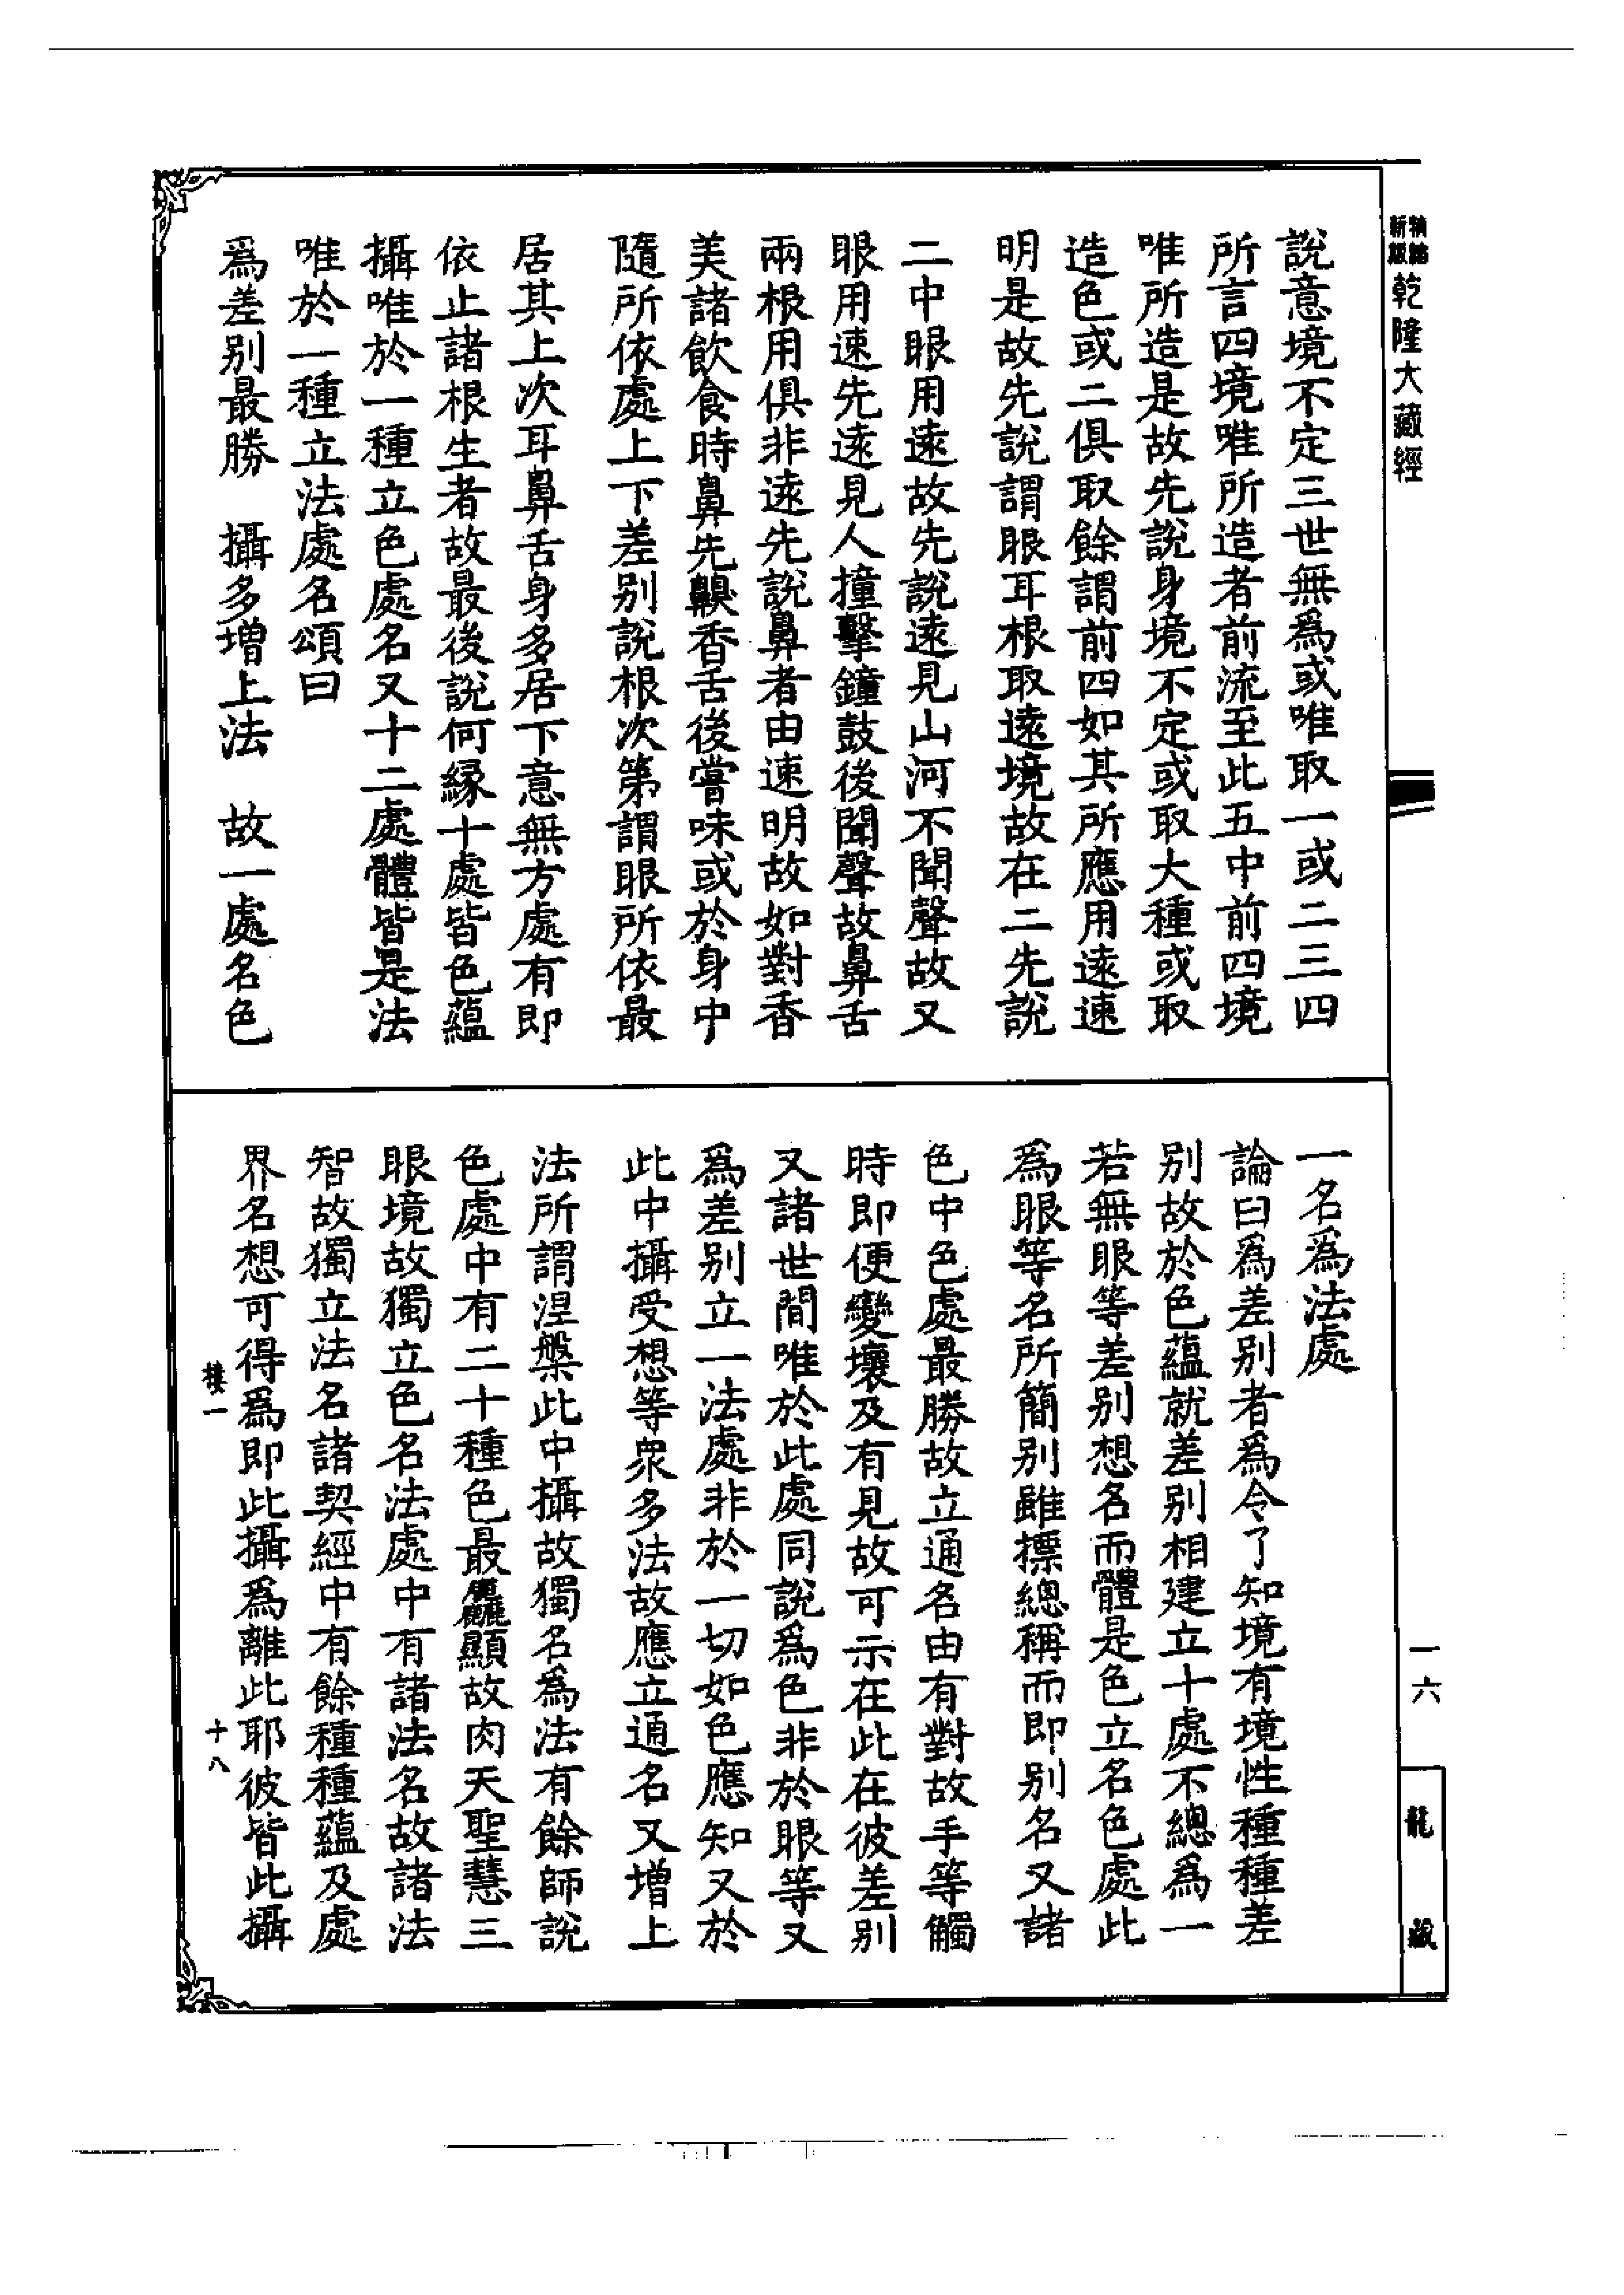 新版
精縮
乾隆大藏經
說意境不定三世無為或唯取一或二三四
所言四境唯所造者前流至此五中前四境
唯所造是故先說身境不定或取大種或取
造色或二俱取餘謂前四如其所應用遠速
明是故先說謂眼耳根取遠境故在二先說
二中眼用遠故先說遠見山河不聞聲故又
眼用速先遠見人撞擊鐘鼓後聞聲故鼻舌
兩根用俱非遠先說鼻者由速明故如對香
美諸飲食時鼻先齅香舌後嘗味或於身中
隨所依處上下差別說根次第謂眼所依最
居其上次耳鼻舌身多居下意無方處有即
依止諸根生者故最後說何緣十處皆色蘊
攝唯於一種立色處名又十二處體皆是法
唯於一種立法處名頌曰
為差別最勝　攝多增上法　故一處名色
一名為法處
論曰為差別者為令了知境有境性種種差
別故於色蘊就差別相建立十處不總為一
若無眼等差別想名而體是色立名色處此
為眼等名所簡別雖摽總稱而即別名又諸
色中色處最勝故立通名由有對故手等觸
時即便變壞及有見故可示在此在彼差別
又諸世間唯於此處同說為色非於眼等又
為差別立一法處非於一切如色應知又於
此中攝受想等眾多法故應立通名又增上
法所謂涅槃此中攝故獨名為法有餘師說
色處中有二十種色最麤顯故肉天聖慧三
眼境故獨立色名法處中有諸法名故諸法
智故獨立法名諸契經中有餘種種蘊及處
界名想可得為即此攝為離此耶彼皆此攝
一六
龍藏
十八